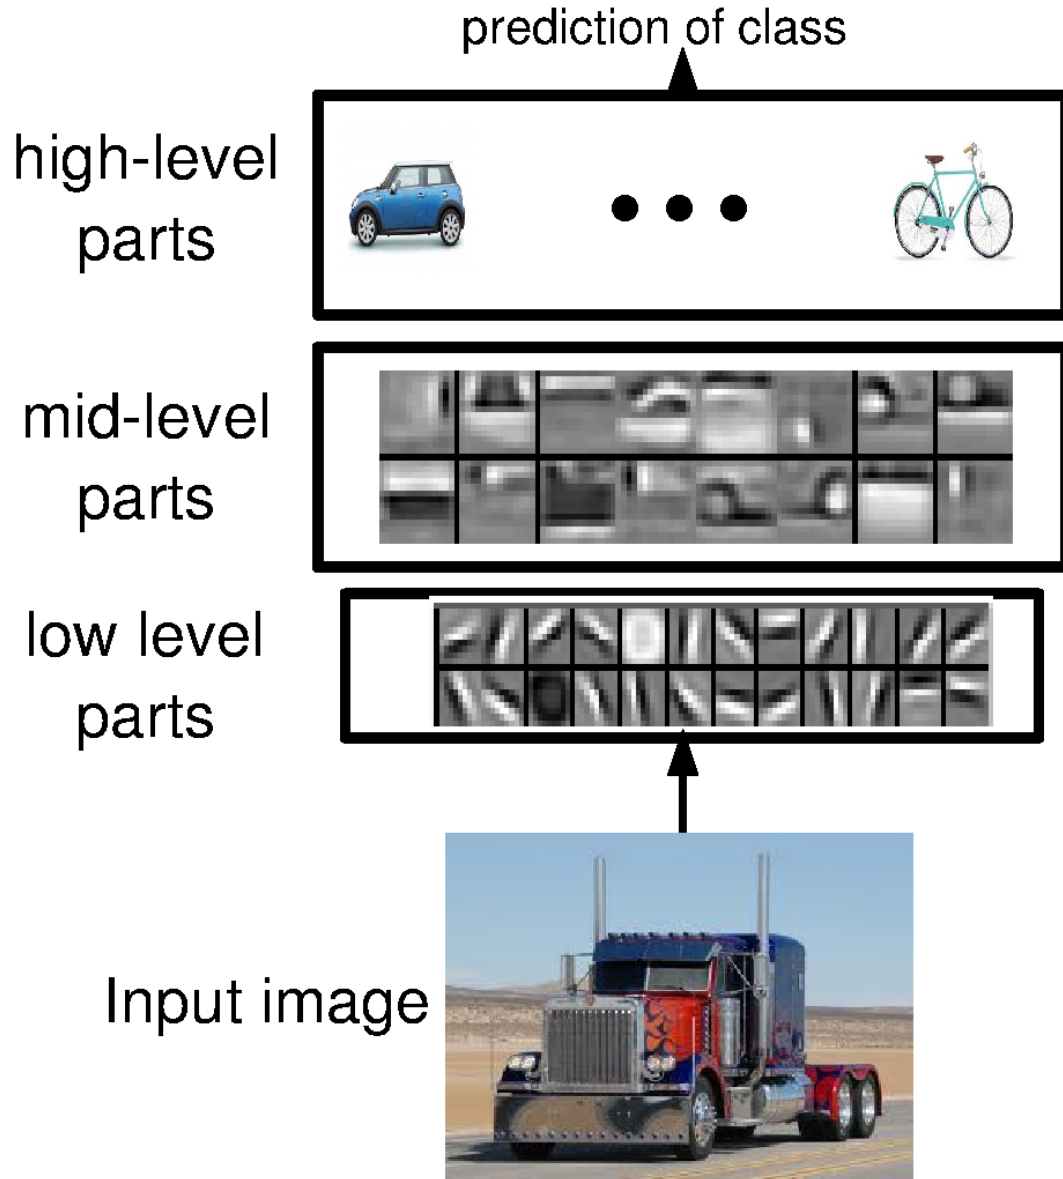 prediction of class
high-level
parts
mid-level
parts
low level
parts
Input image